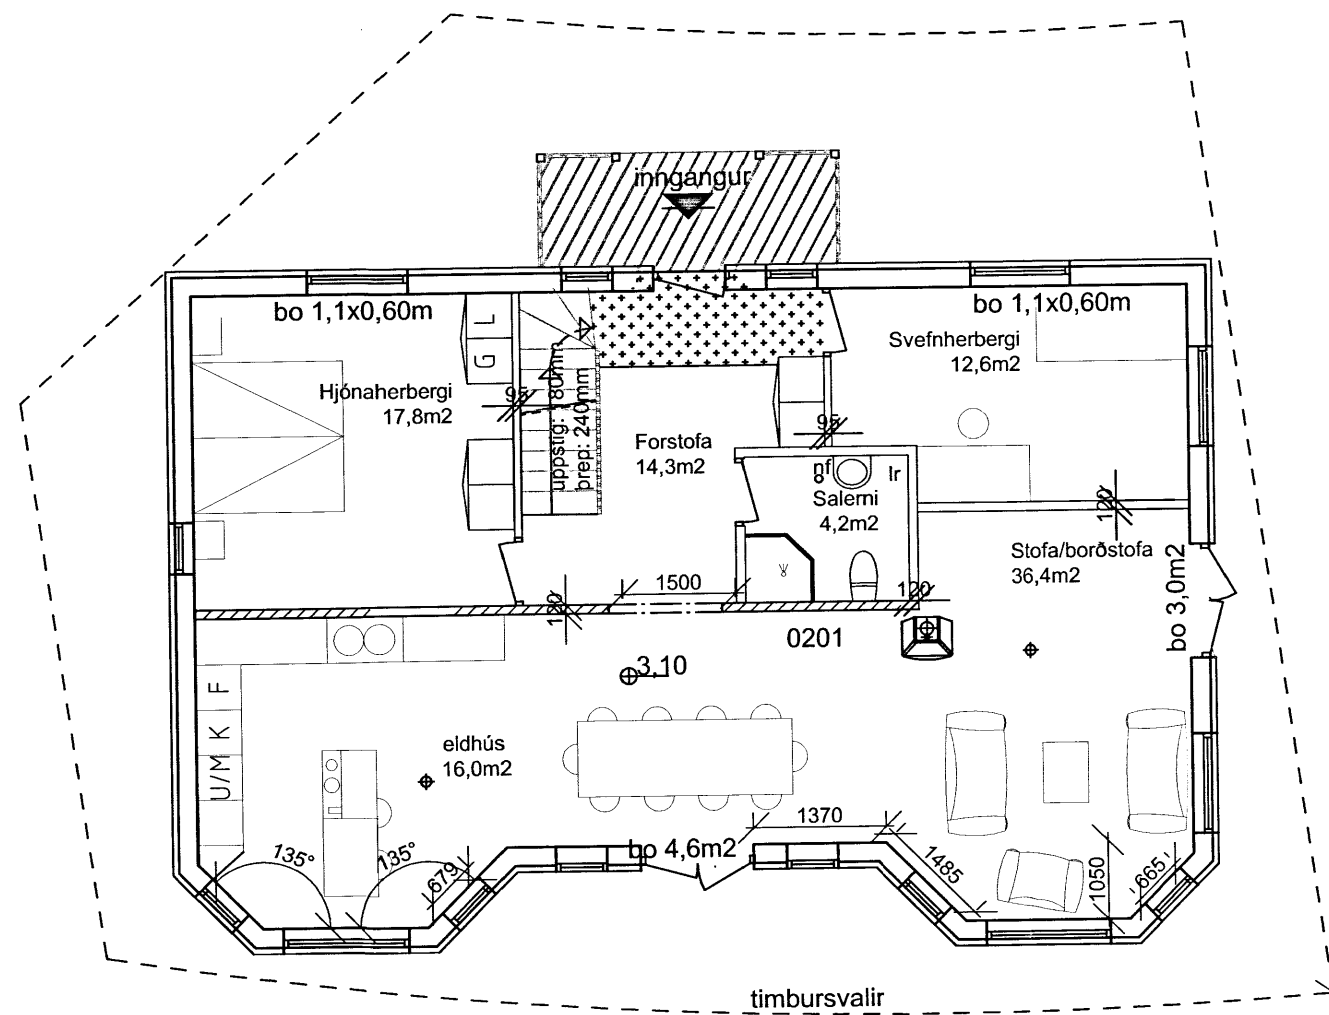 inngangur
bo 1,1x0,60m
bo 1,1x0,60m
L
G
Hjónaherbergi
17,8m2
95
þrep: 240mm
Forstofa
14,3m2
Svefnherbergi
12,6m2
95
nf
lr
Salerni
4,2m2
120
Stofa/borðstofa
36,4m2
bo 3,0m2
1500
120
120
0201
3,10
F
K
U/M
eldhús
16,0m2
135°
135°
679
bo 4,6m2
1370
1485
1050
665
timbursvalir